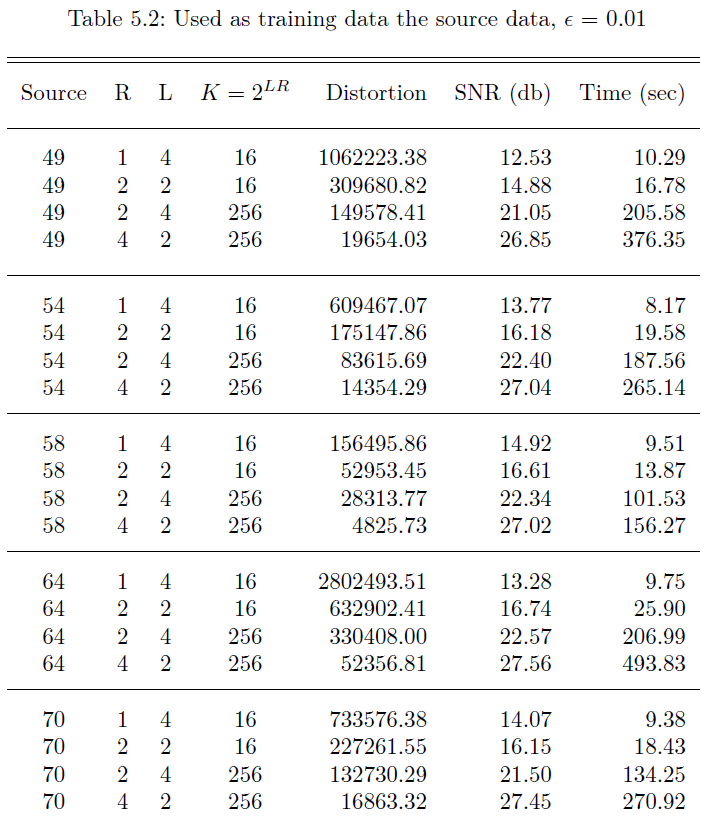 Table 5.2: Used as training data the source data, ϵ = 0.01
Source R L K = 2^{LR} Distortion SNR (db) Time (sec)
49 1 4 16 1062223.38 12.53 10.29
49 2 2 16 309680.82 14.88 16.78
49 2 4 256 149578.41 21.05 205.58
49 4 2 256 19654.03 26.85 376.35
54 1 4 16 609467.07 13.77 8.17
54 2 2 16 175147.86 16.18 19.58
54 2 4 256 83615.69 22.40 187.56
54 4 2 256 14354.29 27.04 265.14
58 1 4 16 156495.86 14.92 9.51
58 2 2 16 52953.45 16.61 13.87
58 2 4 256 28313.77 22.34 101.53
58 4 2 256 4825.73 27.02 156.27
64 1 4 16 2802493.51 13.28 9.75
64 2 2 16 632902.41 16.74 25.90
64 2 4 256 330408.00 22.57 206.99
64 4 2 256 52356.81 27.56 493.83
70 1 4 16 733576.38 14.07 9.38
70 2 2 16 227261.55 16.15 18.43
70 2 4 256 132730.29 21.50 134.25
70 4 2 256 16863.32 27.45 270.92